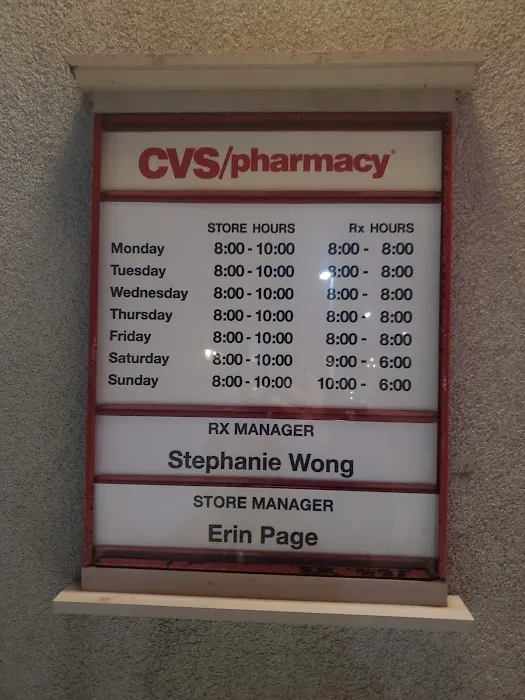 CVS/pharmacy®
STORE HOURS Rx HOURS
Monday 8:00 - 10:00 8:00 - 8:00
Tuesday 8:00 - 10:00 8:00 - 8:00
Wednesday 8:00 - 10:00 8:00 - 8:00
Thursday 8:00 - 10:00 8:00 - 8:00
Friday 8:00 - 10:00 8:00 - 8:00
Saturday 8:00 - 10:00 9:00 - 6:00
Sunday 8:00 - 10:00 10:00 - 6:00
RX MANAGER
Stephanie Wong
STORE MANAGER
Erin Page